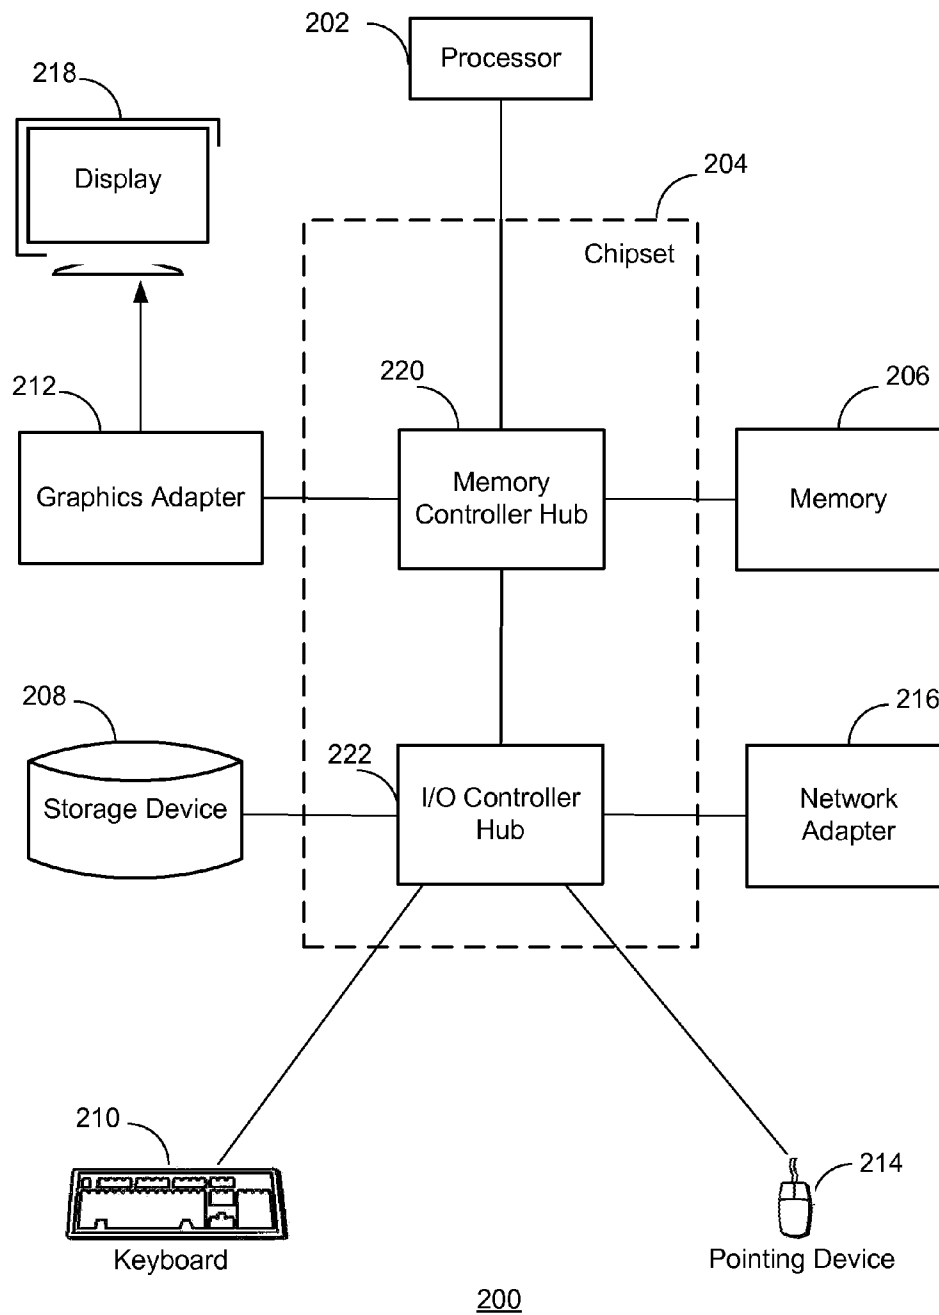 202
Processor
218
Display
204
Chipset
212
Graphics Adapter
220
Memory
Controller Hub
206
Memory
208
Storage Device
222
I/O Controller
Hub
216
Network
Adapter
210
Keyboard
214
Pointing Device
200